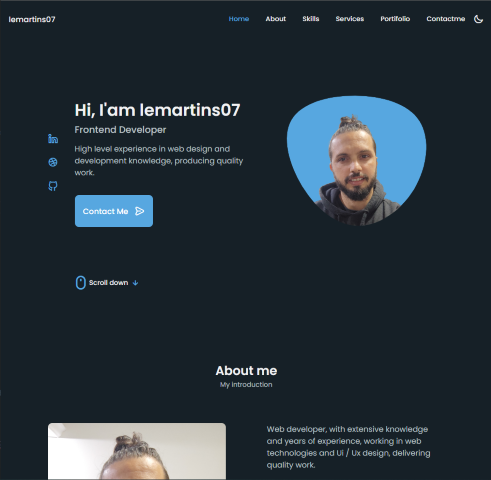 lemartins07
Home About Skills Services Portifolio Contactme
Hi, I'am lemartins07
Frontend Developer
High level experience in web design and
development knowledge, producing quality
work.
Contact Me
Scroll down
About me
My introduction
Web developer, with extensive knowledge
and years of experience, working in web
technologies and Ui / Ux design, delivering
quality work.